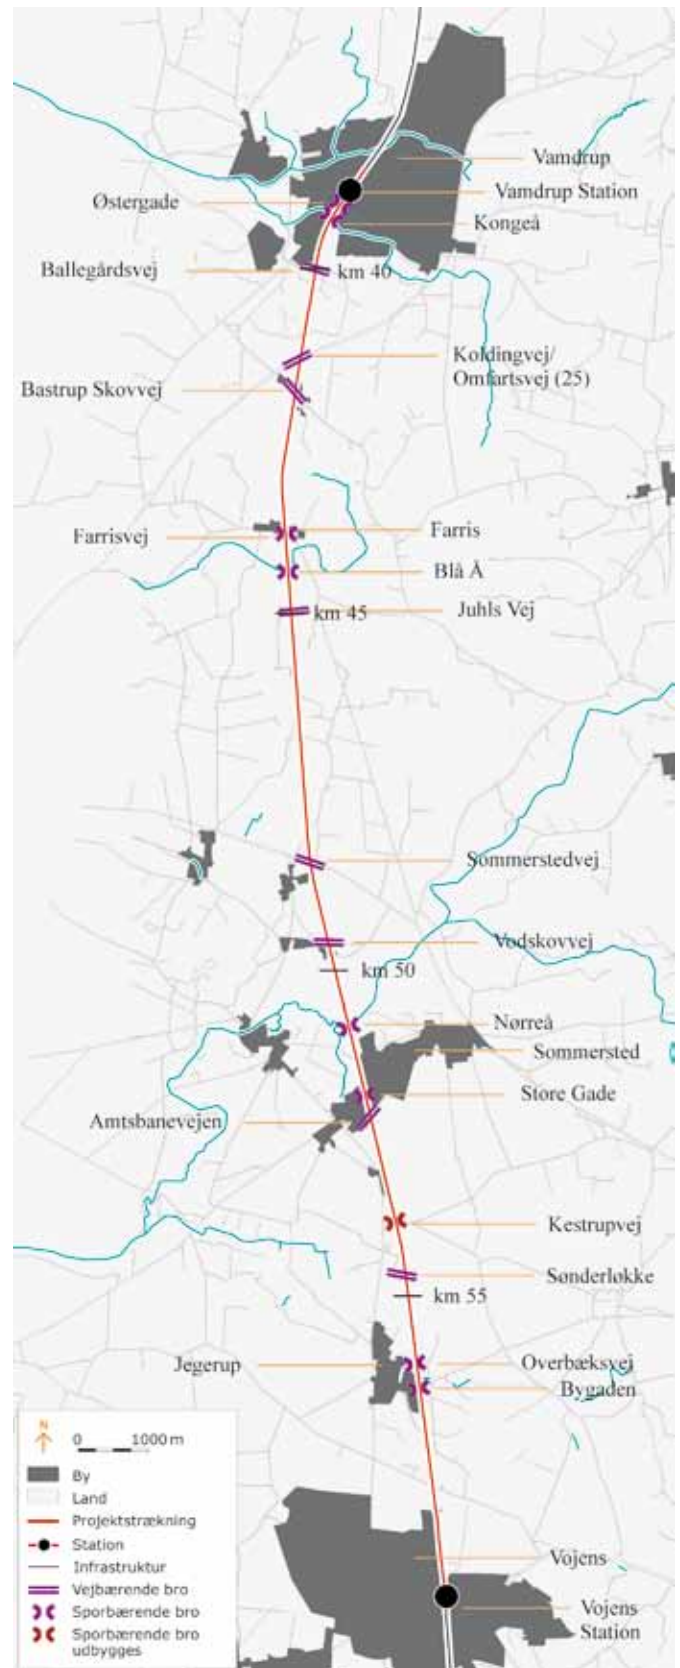 Vamdrup
Vamdrup Station
Østergade
Kongeå
Ballegårdsvej
km 40
Koldingvej/
Omfartsvej (25)
Bastrup Skovvej
Farrisvej
Farris
Blå Å
km 45
Juhls Vej
Sommerstedvej
Vodskovvej
km 50
Nørreå
Sommersted
Store Gade
Amtsbanevejen
Kestrupvej
Sønderløkke
km 55
Jegerup
Overbæksvej
Bygaden
N
0 1000 m
By
Land
Projektstrækning
Station
Infrastruktur
Vejbærende bro
Sporbærende bro
Sporbærende bro
udbygges
Vojens
Vojens
Station